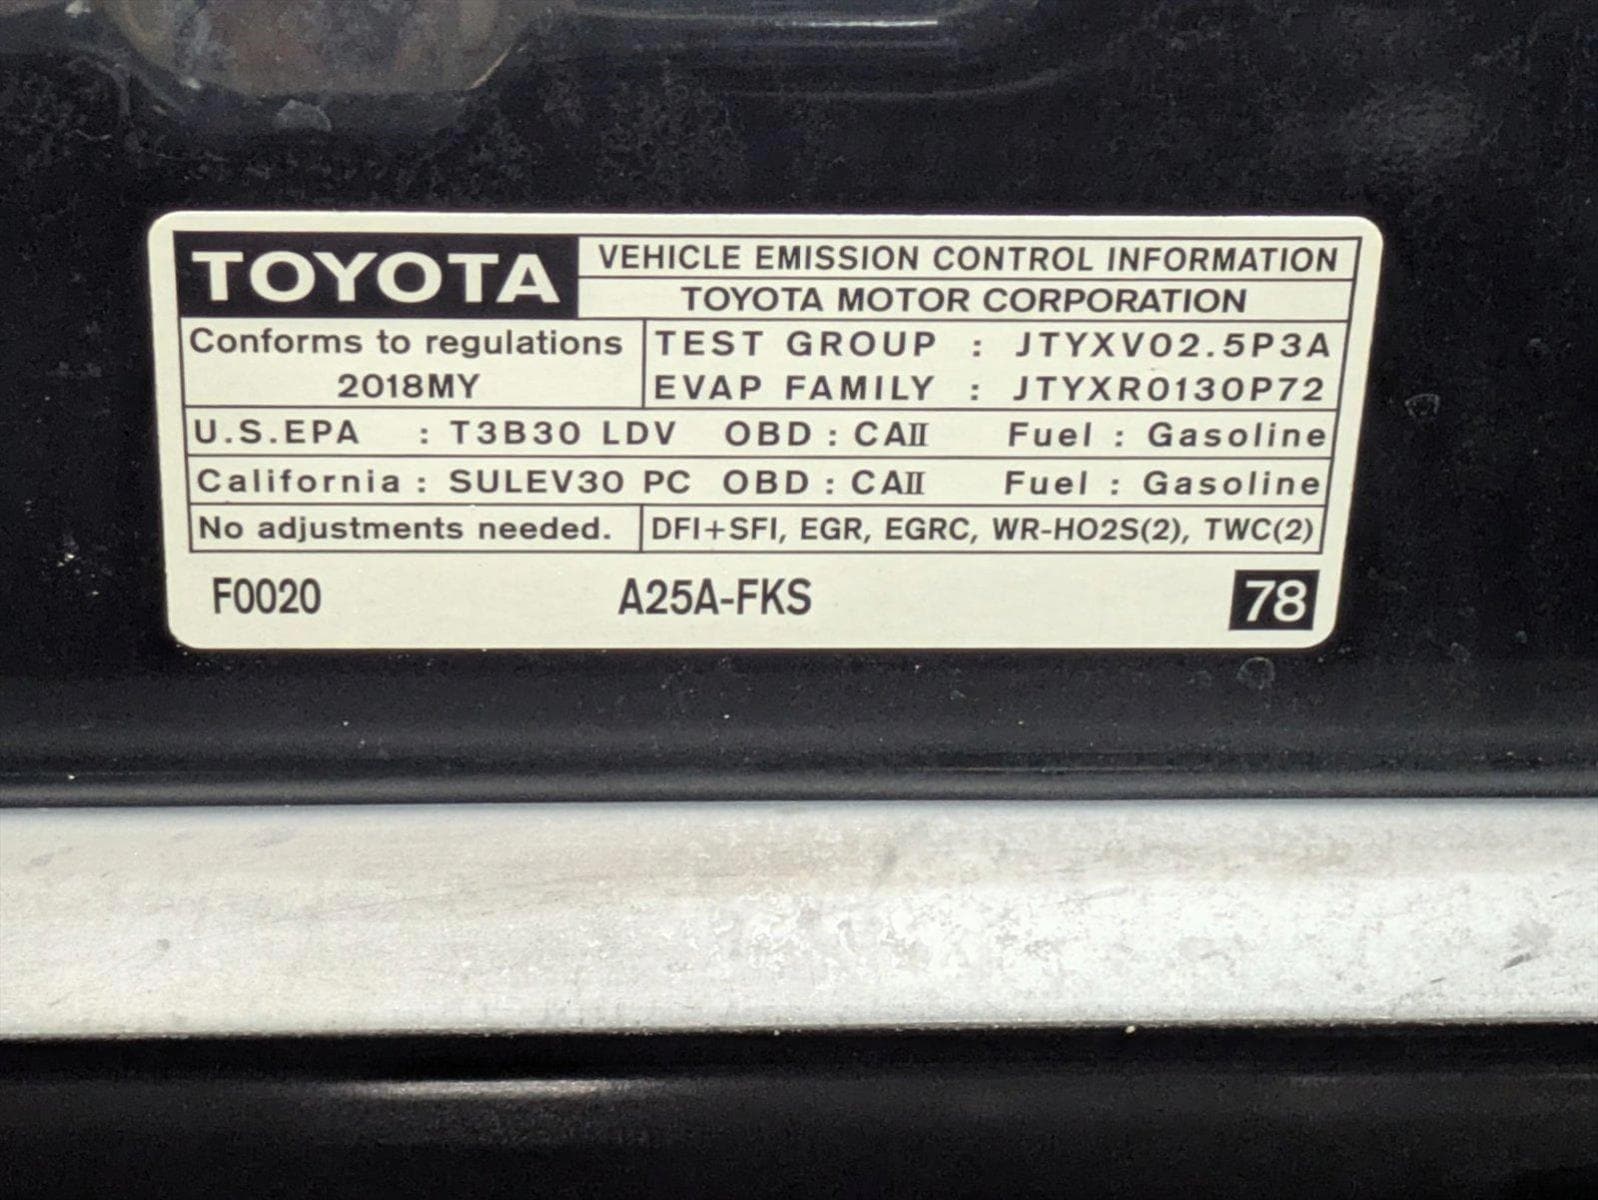 TOYOTA
VEHICLE EMISSION CONTROL INFORMATION
TOYOTA MOTOR CORPORATION
Conforms to regulations
2018MY
TEST GROUP : JTYXV02.5P3A
EVAP FAMILY : JTYXR0130P72
U.S.EPA : T3B30 LDV OBD : CAII Fuel : Gasoline
California : SULEV30 PC OBD : CAII Fuel : Gasoline
No adjustments needed. DFI+SFI, EGR, EGRC, WR-HO2S(2), TWC(2)
F0020 A25A-FKS 78